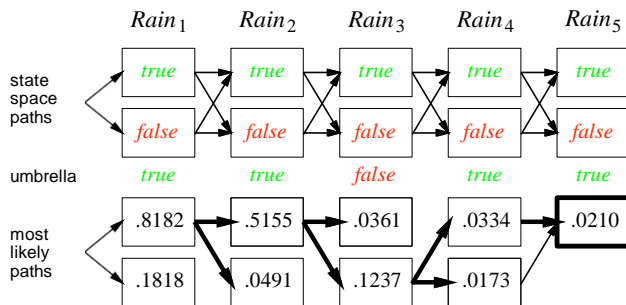 Rain1 Rain2 Rain3 Rain4 Rain5
state space paths
true true true true true
false false false false false
umbrella true true false true true
most likely paths
.8182 .5155 .0361 .0334 .0210
.1818 .0491 .1237 .0173